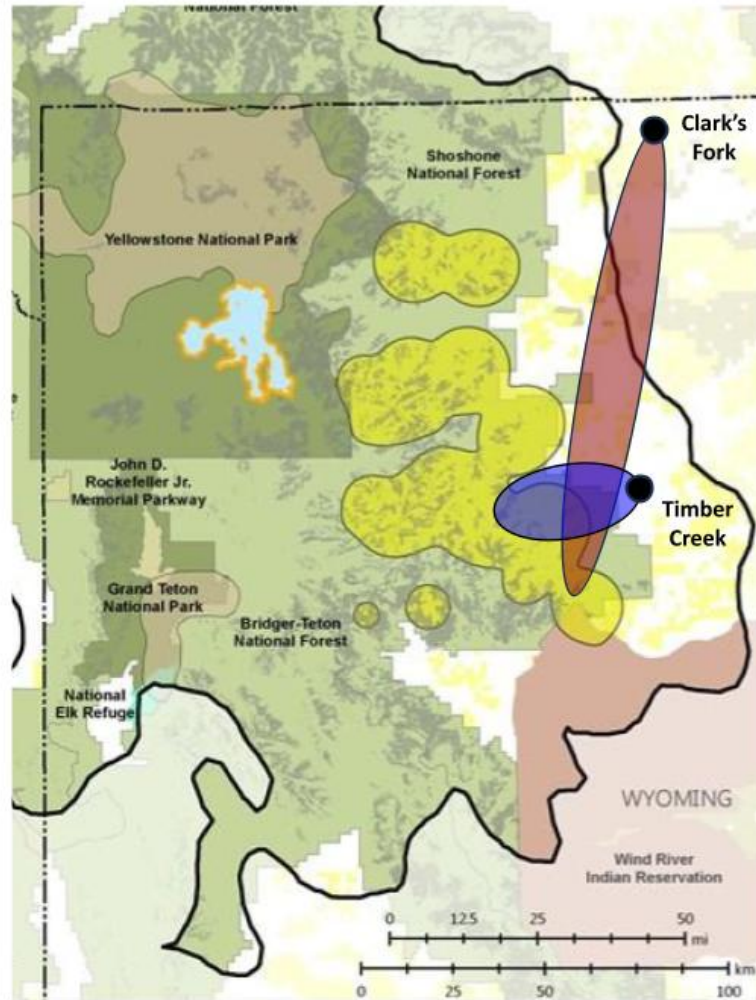 National Forest
Clark's
Fork
Shoshone
National Forest
Yellowstone National Park
John D.
Rockefeller Jr.
Memorial Parkway
Timber
Creek
Grand Teton
National Park
Bridger-Teton
National Forest
National
Elk Refuge
WYOMING
Wind River
Indian Reservation
0 12.5 25 50
mi
km
0 25 50 100